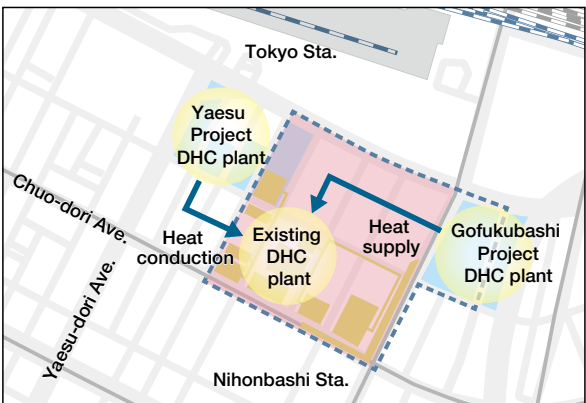 Tokyo Sta.
Yaesu
Project
DHC plant
Chuo-dori Ave.
Heat
conduction
Existing
DHC
plant
Heat
supply
Gofukubashi
Project
DHC plant
Yaesu-dori Ave.
Nihonbashi Sta.